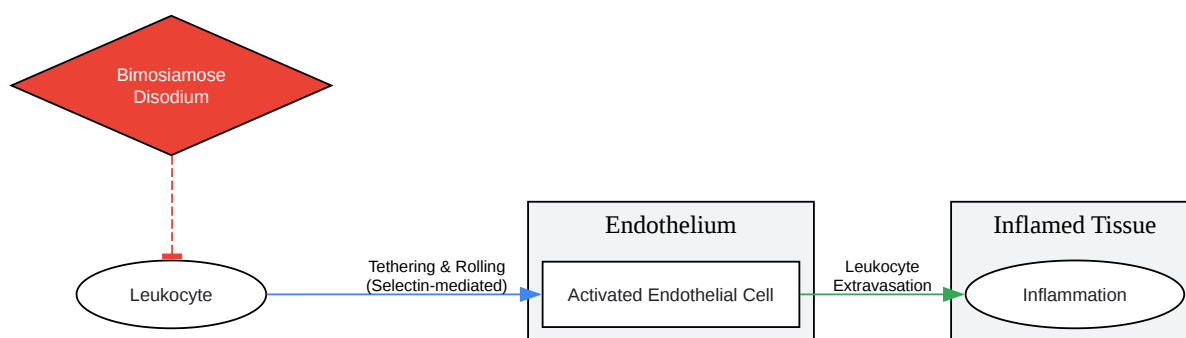 Bimosiamose
Disodium
Endothelium
Inflamed Tissue
Tethering & Rolling
(Selectin-mediated)
Leukocyte
Extravasation
Leukocyte
Activated Endothelial Cell
Inflammation